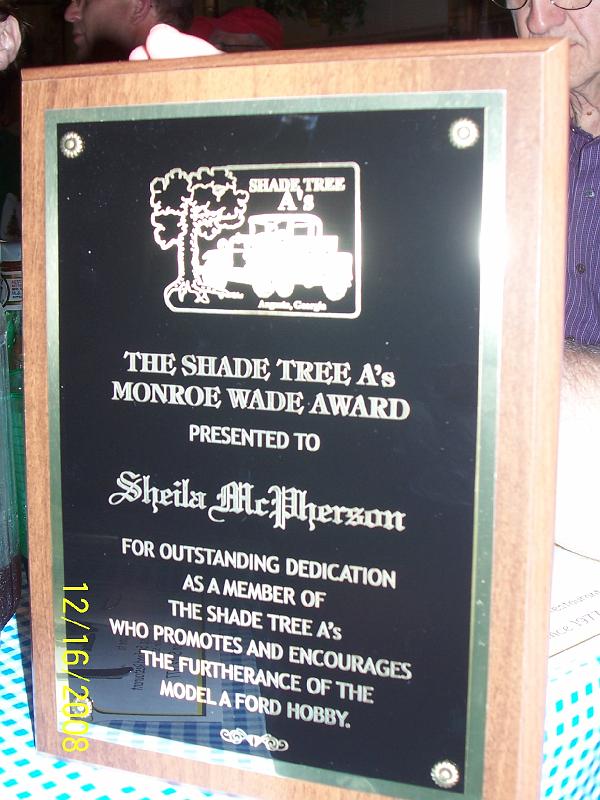 SHADE TREE
A's
Augusta, Georgia
THE SHADE TREE A's
MONROE WADE AWARD
PRESENTED TO
Sheila McPherson
FOR OUTSTANDING DEDICATION
AS A MEMBER OF
THE SHADE TREE A's
WHO PROMOTES AND ENCOURAGES
THE FURTHERANCE OF THE
MODEL A FORD HOBBY.
12/16/2008
1977